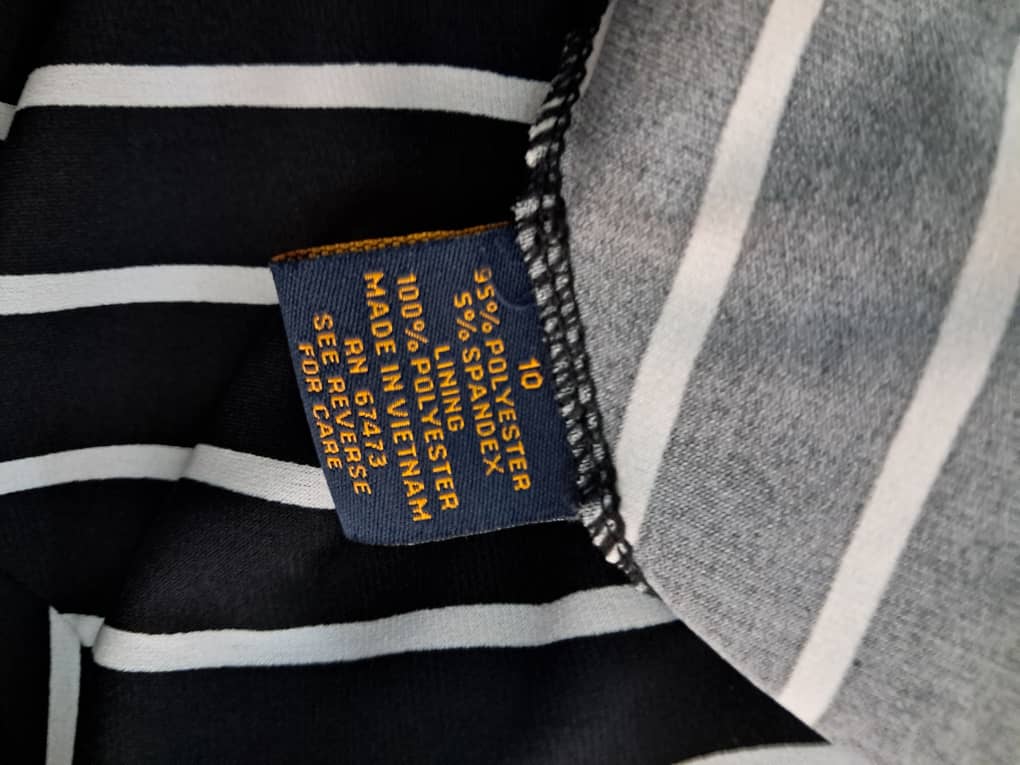 10
95% POLYESTER
5% SPANDEX
LINING
100% POLYESTER
MADE IN VIETNAM
RN 67473
SEE REVERSE
FOR CARE